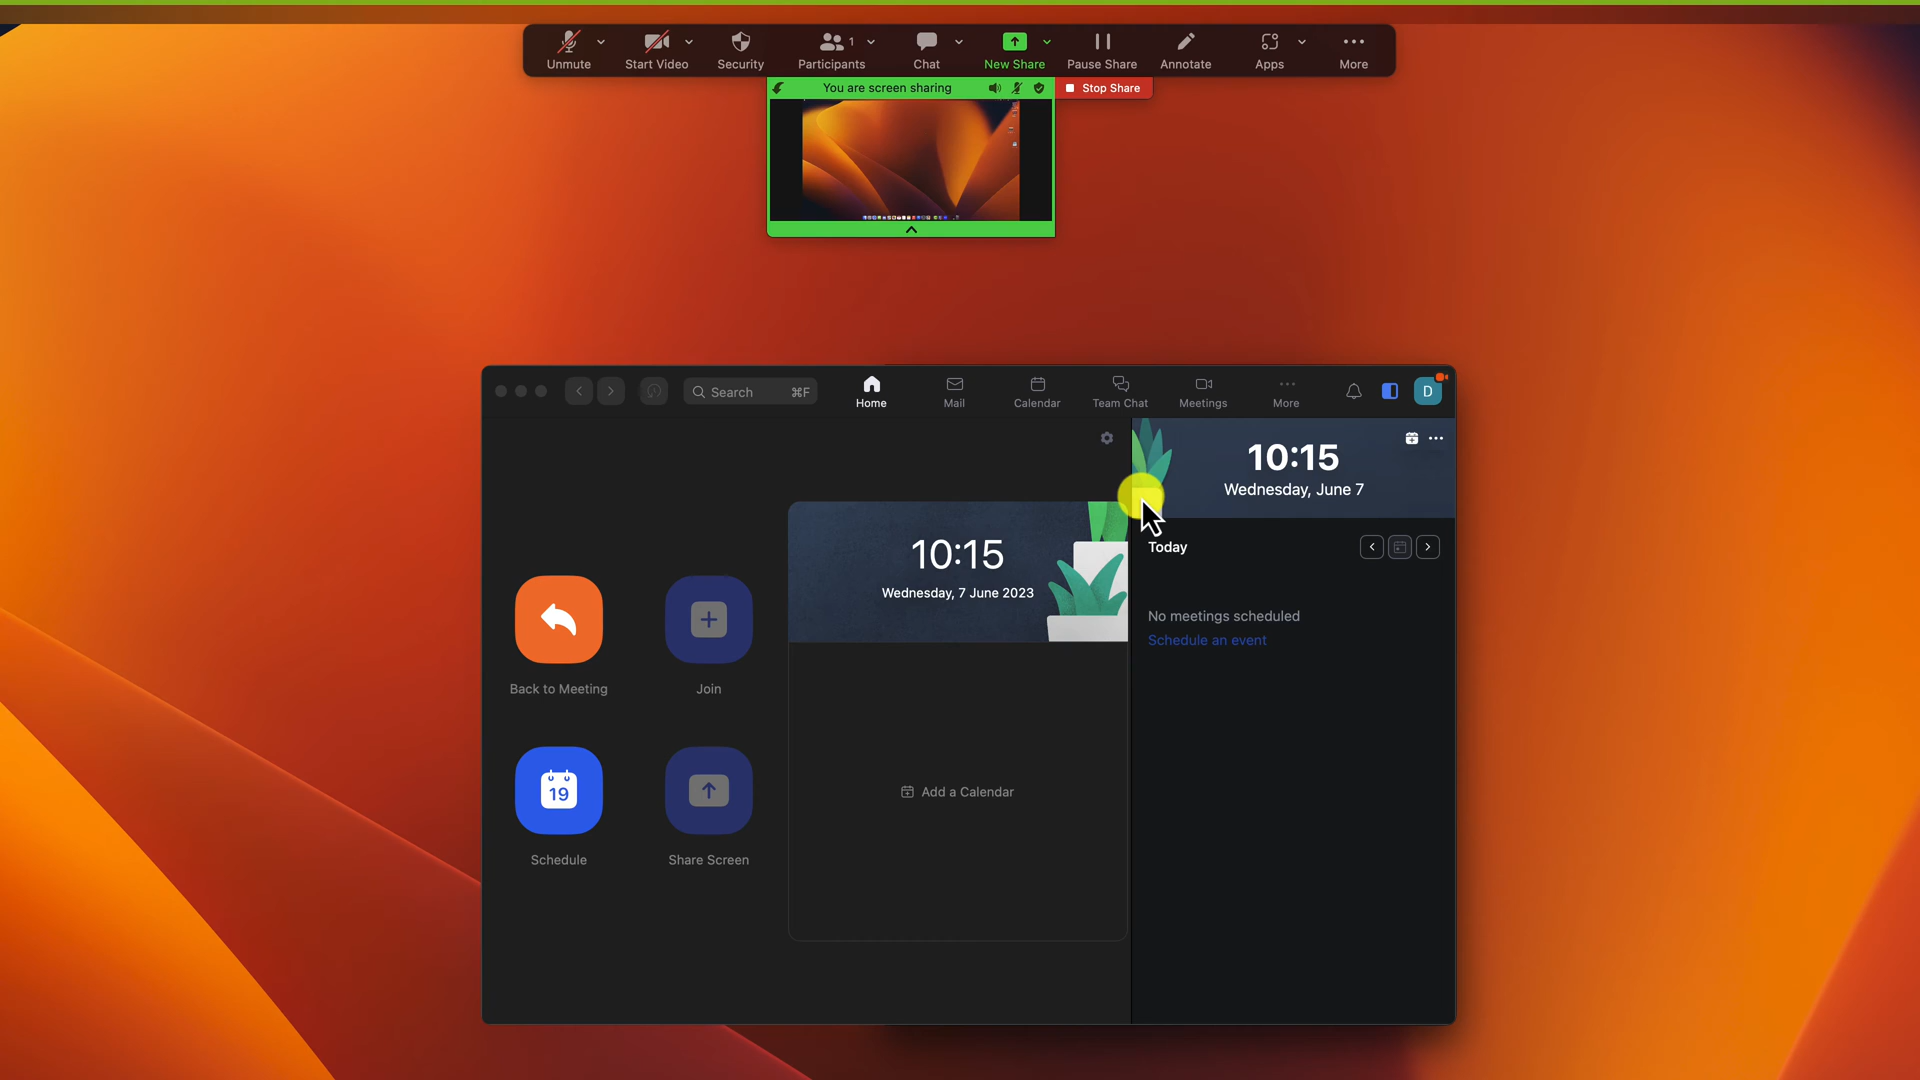 Unmute
Start Video
Security
1
Participants
Chat
New Share
Pause Share
Annotate
Apps
More
You are screen sharing
Stop Share
Search ⌘F
Home
Mail
Calendar
Team Chat
Meetings
More
D
10:15
Wednesday, June 7
10:15
Wednesday, 7 June 2023
Today
No meetings scheduled
Schedule an event
Back to Meeting
Join
19
Schedule
Share Screen
Add a Calendar